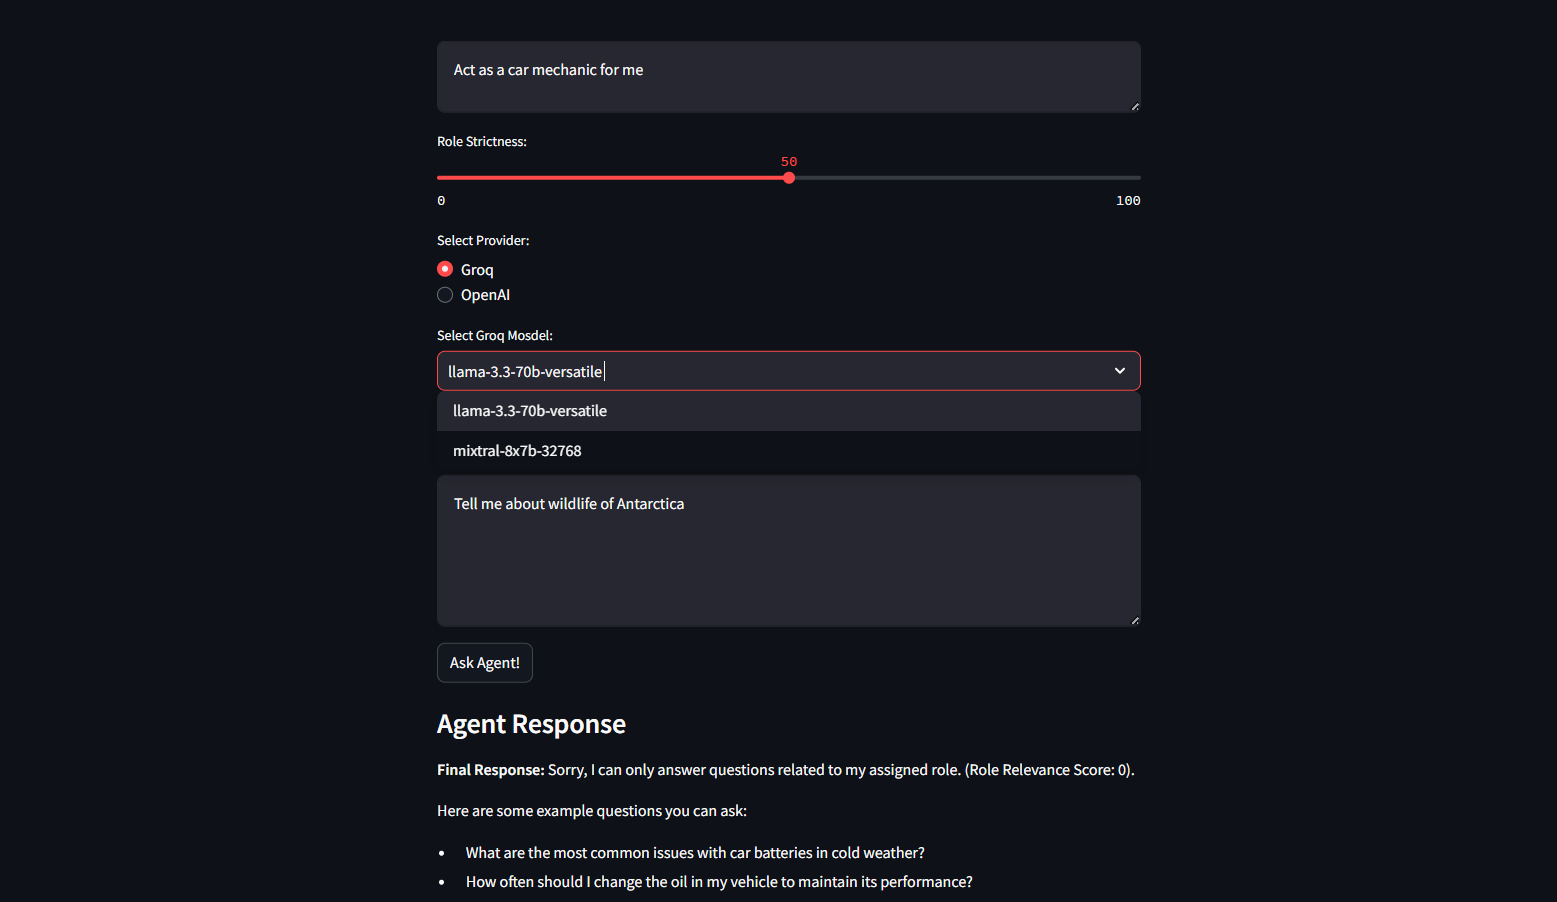 Act as a car mechanic for me
Role Strictness:
50
0
100
Select Provider:
Groq
OpenAI
Select Groq Mosdel:
llama-3.3-70b-versatile
llama-3.3-70b-versatile
mixtral-8x7b-32768
Tell me about wildlife of Antarctica
Ask Agent!
Agent Response
Final Response: Sorry, I can only answer questions related to my assigned role. (Role Relevance Score: 0).
Here are some example questions you can ask:
• What are the most common issues with car batteries in cold weather?
• How often should I change the oil in my vehicle to maintain its performance?